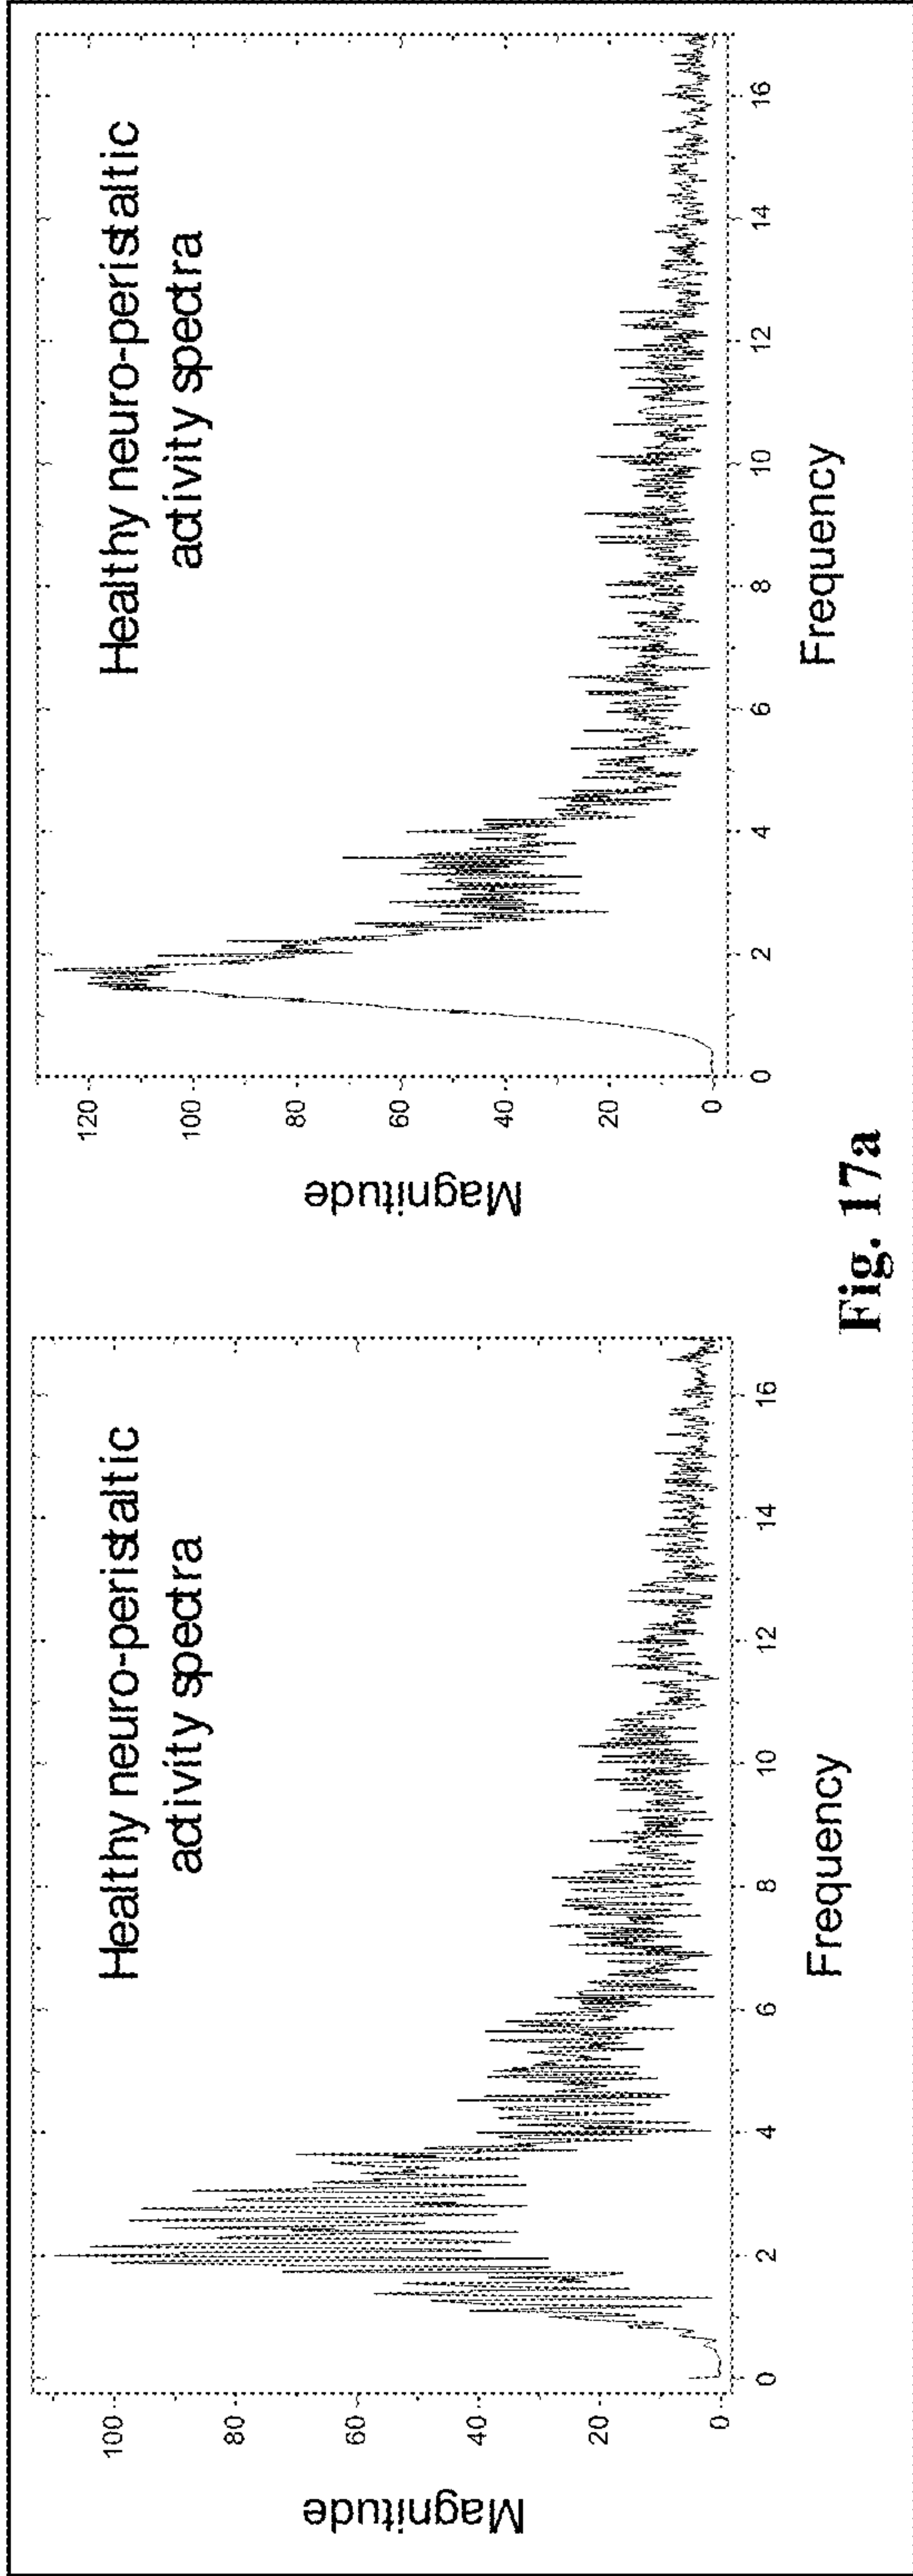 Healthy neuro-peristaltic
activity spectra
Magnitude
100
80
60
40
20
0
0 2 4 6 8 10 12 14 16
Frequency
Healthy neuro-peristaltic
activity spectra
Magnitude
120
100
80
60
40
20
0
0 2 4 6 8 10 12 14 16
Frequency
Fig. 17a